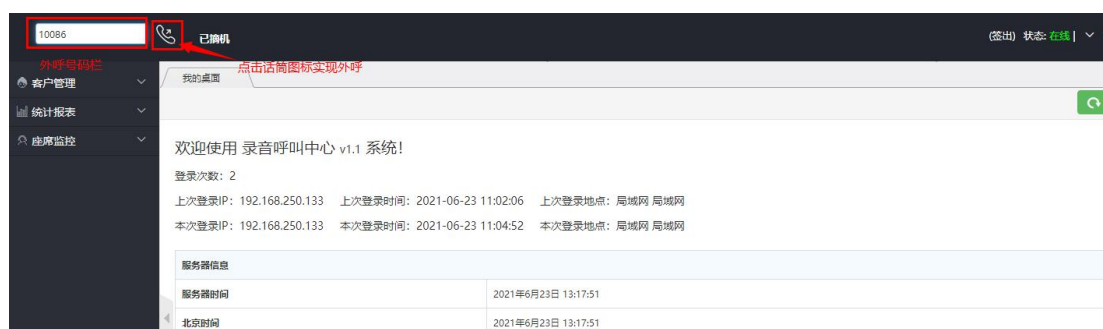 10086
已摘机
(签出) 状态: 在线 |
外呼号码栏
点击话筒图标实现外呼
客户管理
我的桌面
统计报表
座席监控
欢迎使用 录音呼叫中心 v1.1 系统!
登录次数: 2
上次登录IP: 192.168.250.133 上次登录时间: 2021-06-23 11:02:06 上次登录地点: 局域网 局域网
本次登录IP: 192.168.250.133 本次登录时间: 2021-06-23 11:04:52 本次登录地点: 局域网 局域网
服务器信息
服务器时间 2021年6月23日 13:17:51
北京时间 2021年6月23日 13:17:51